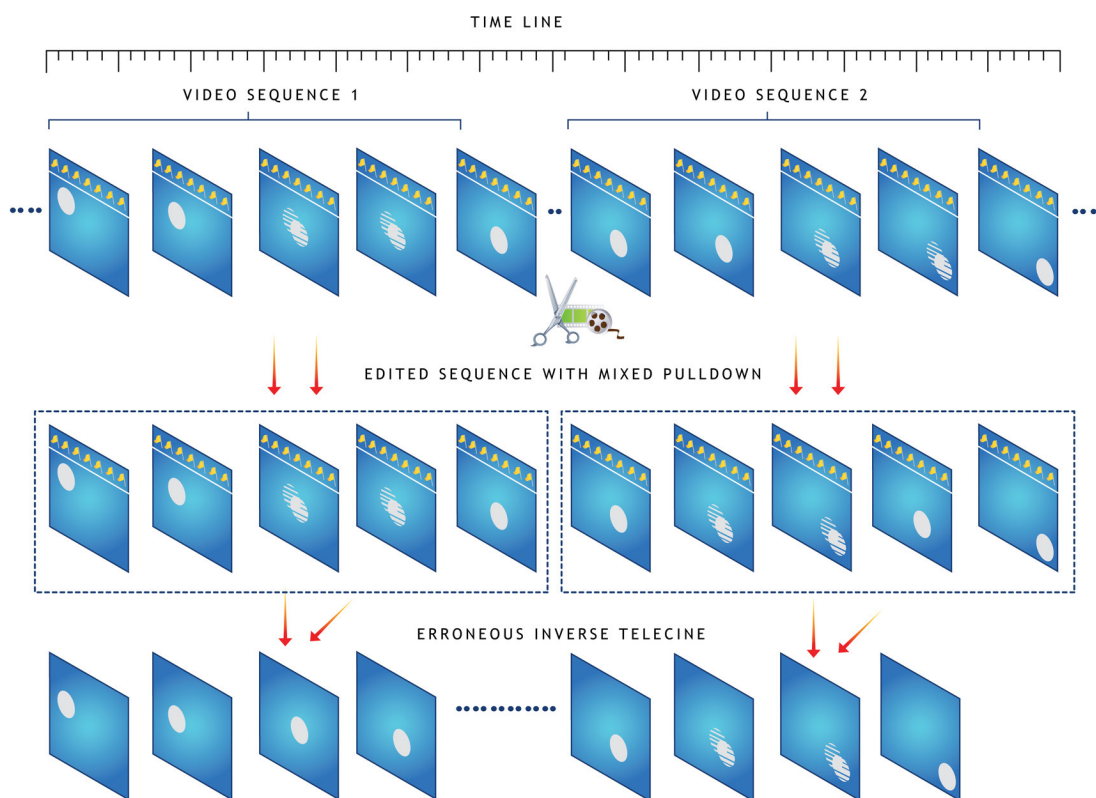 TIME LINE
VIDEO SEQUENCE 1
VIDEO SEQUENCE 2
EDITED SEQUENCE WITH MIXED PULLDOWN
ERRONEOUS INVERSE TELECINE